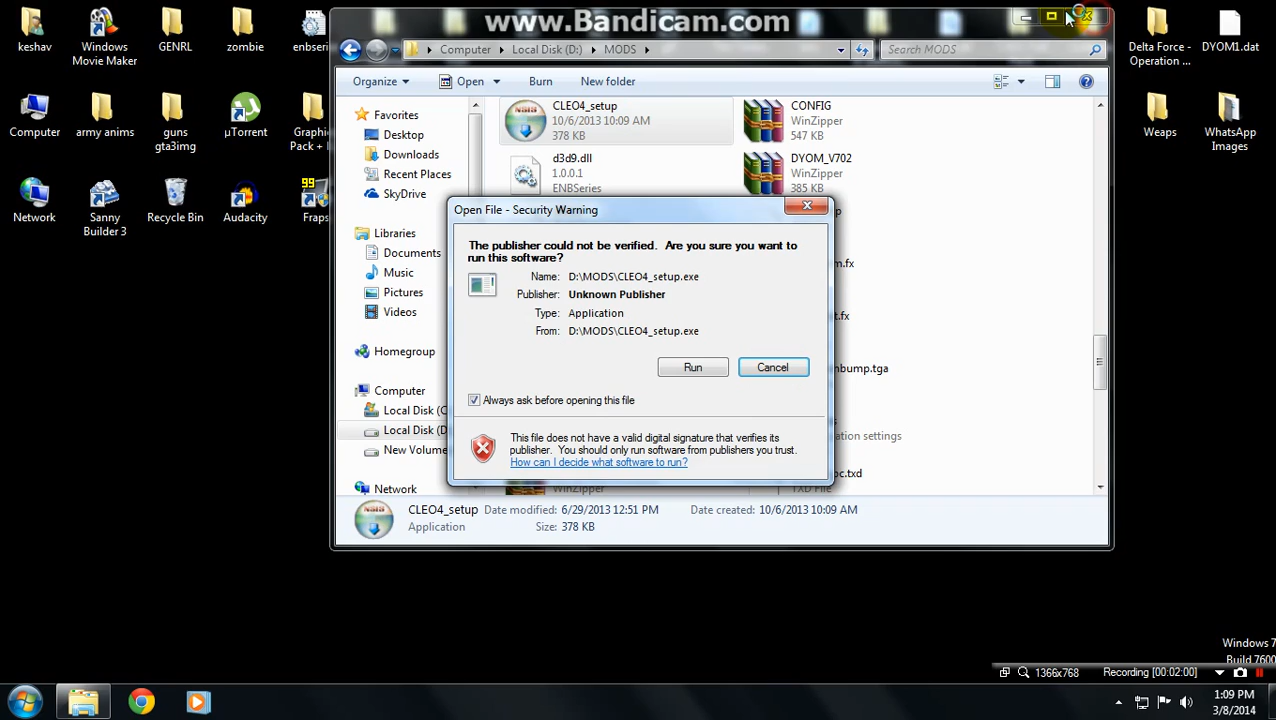 www.Bandicam.com
keshav
Windows
Movie Maker
GENRL
zombie
enbseri
Delta Force -
Operation ...
DYOM1.dat
Computer
army anims
guns
gta3img
µTorrent
Graphic
Pack + I
Weaps
WhatsApp
Images
Network
Sanny
Builder 3
Recycle Bin
Audacity
99
Fraps
Computer
Local Disk (D:)
MODS
Search MODS
Organize
Open
Burn
New folder
Favorites
Desktop
Downloads
Recent Places
SkyDrive
Libraries
Documents
Music
Pictures
Videos
Homegroup
Computer
Local Disk (C
Local Disk (D
New Volume
Network
NSIS
CLEO4_setup
10/6/2013 10:09 AM
378 KB
CONFIG
WinZipper
547 KB
d3d9.dll
1.0.0.1
ENBSeries
DYOM_V702
WinZipper
385 KB
p
m.fx
t.fx
nbump.tga
ation settings
o.txd
WinZipper
TXD File
Open File - Security Warning
The publisher could not be verified. Are you sure you want to
run this software?
Name: D:\MODS\CLEO4_setup.exe
Publisher: Unknown Publisher
Type: Application
From: D:\MODS\CLEO4_setup.exe
Run
Cancel
Always ask before opening this file
This file does not have a valid digital signature that verifies its
publisher. You should only run software from publishers you trust.
How can I decide what software to run?
NSIS
CLEO4_setup
Date modified: 6/29/2013 12:51 PM
Date created: 10/6/2013 10:09 AM
Application
Size: 378 KB
Windows 7
Build 7600
1366x768
Recording [00:02:00]
1:09 PM
3/8/2014